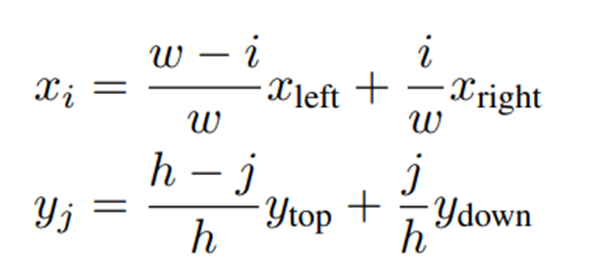 x_i = \frac{w - i}{w} x_{\text{left}} + \frac{i}{w} x_{\text{right}}
y_j = \frac{h - j}{h} y_{\text{top}} + \frac{j}{h} y_{\text{down}}